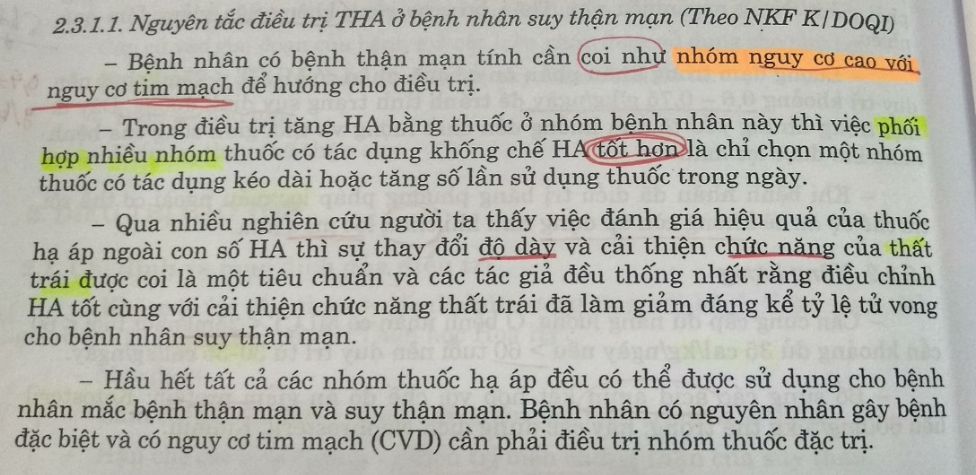 2.3.1.1. Nguyên tắc điều trị THA ở bệnh nhân suy thận mạn (Theo NKF K/DOQI)
– Bệnh nhân có bệnh thận mạn tính cần coi như nhóm nguy cơ cao với
nguy cơ tim mạch để hướng cho điều trị.
– Trong điều trị tăng HA bằng thuốc ở nhóm bệnh nhân này thì việc phối
hợp nhiều nhóm thuốc có tác dụng khống chế HA tốt hơn là chỉ chọn một nhóm
thuốc có tác dụng kéo dài hoặc tăng số lần sử dụng thuốc trong ngày.
– Qua nhiều nghiên cứu người ta thấy việc đánh giá hiệu quả của thuốc
hạ áp ngoài con số HA thì sự thay đổi độ dày và cải thiện chức năng của thất
trái được coi là một tiêu chuẩn và các tác giả đều thống nhất rằng điều chỉnh
HA tốt cùng với cải thiện chức năng thất trái đã làm giảm đáng kể tỷ lệ tử vong
cho bệnh nhân suy thận mạn.
– Hầu hết tất cả các nhóm thuốc hạ áp đều có thể được sử dụng cho bệnh
nhân mắc bệnh thận mạn và suy thận mạn. Bệnh nhân có nguyên nhân gây bệnh
đặc biệt và có nguy cơ tim mạch (CVD) cần phải điều trị nhóm thuốc đặc trị.